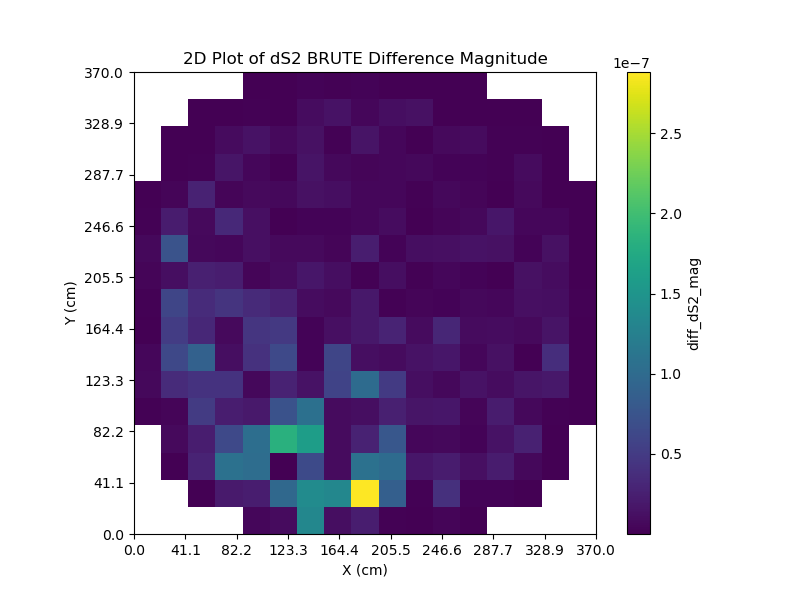 2D Plot of dS2 BRUTE Difference Magnitude
1e−7
370.0
328.9
287.7
246.6
205.5
164.4
123.3
82.2
41.1
0.0
Y (cm)
0.0 41.1 82.2 123.3 164.4 205.5 246.6 287.7 328.9 370.0
X (cm)
2.5
2.0
1.5
1.0
0.5
diff_dS2_mag